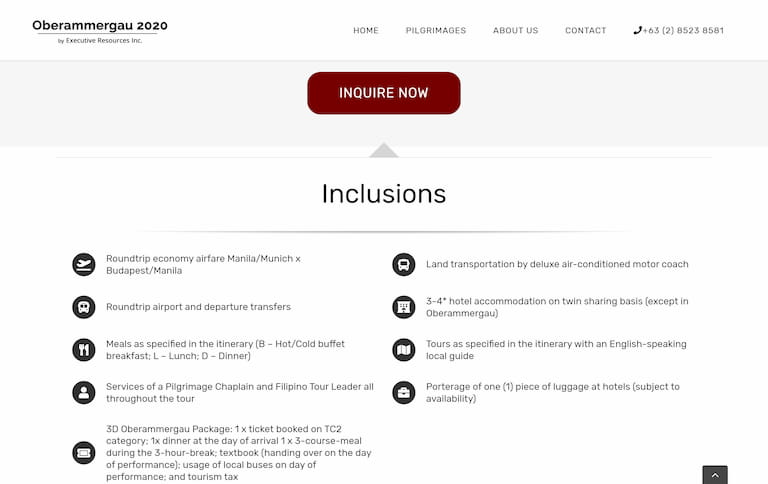 Oberammergau 2020
by Executive Resources Inc.
HOME PILGRIMAGES ABOUT US CONTACT +63 (2) 8523 8581
INQUIRE NOW
Inclusions
Roundtrip economy airfare Manila/Munich x
Budapest/Manila
Land transportation by deluxe air-conditioned motor coach
Roundtrip airport and departure transfers
3-4* hotel accommodation on twin sharing basis (except in
Oberammergau)
Meals as specified in the itinerary (B – Hot/Cold buffet
breakfast; L – Lunch; D – Dinner)
Tours as specified in the itinerary with an English-speaking
local guide
Services of a Pilgrimage Chaplain and Filipino Tour Leader all
throughout the tour
Porterage of one (1) piece of luggage at hotels (subject to
availability)
3D Oberammergau Package: 1 x ticket booked on TC2
category; 1x dinner at the day of arrival 1 x 3-course-meal
during the 3-hour-break; textbook (handing over on the day
of performance); usage of local buses on day of
performance; and tourism tax